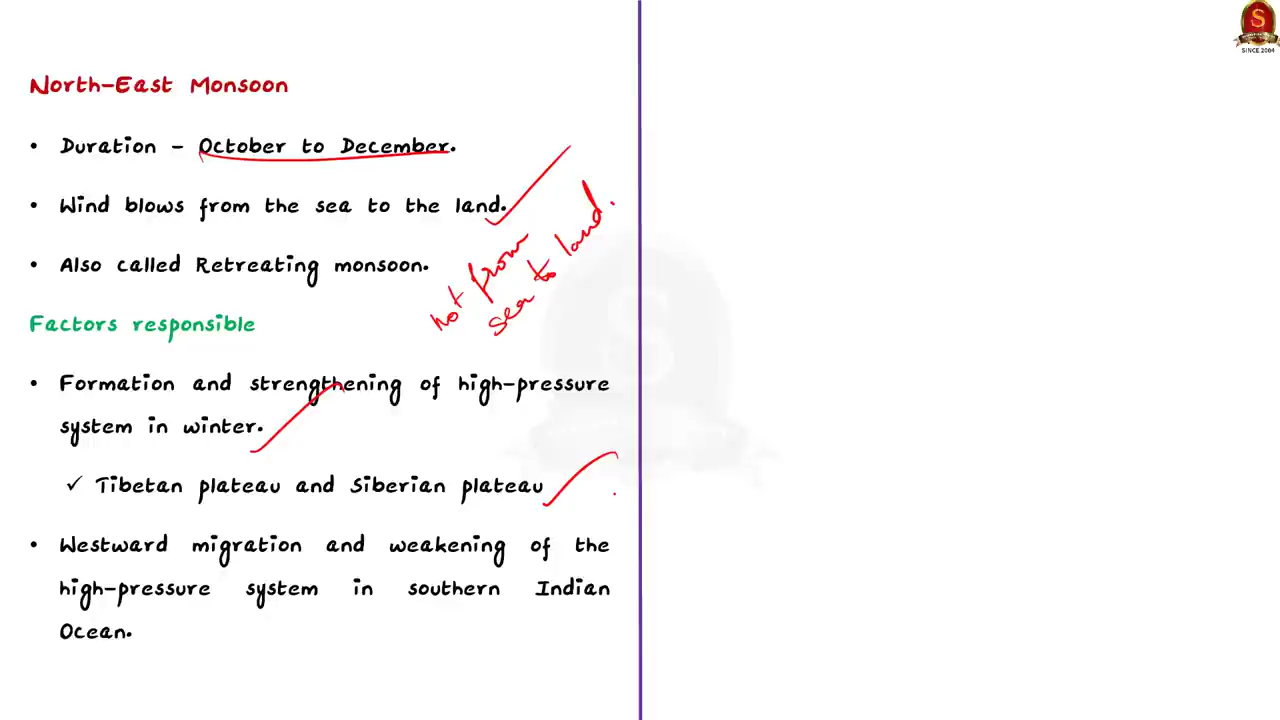 S
SINCE 2004
North-East Monsoon
• Duration - October to December.
• Wind blows from the sea to the land.
not from
sea to land.
• Also called Retreating monsoon.
Factors responsible
• Formation and strengthening of high-pressure
system in winter.
✓ Tibetan plateau and Siberian plateau
• Westward migration and weakening of the
high-pressure system in southern Indian
Ocean.